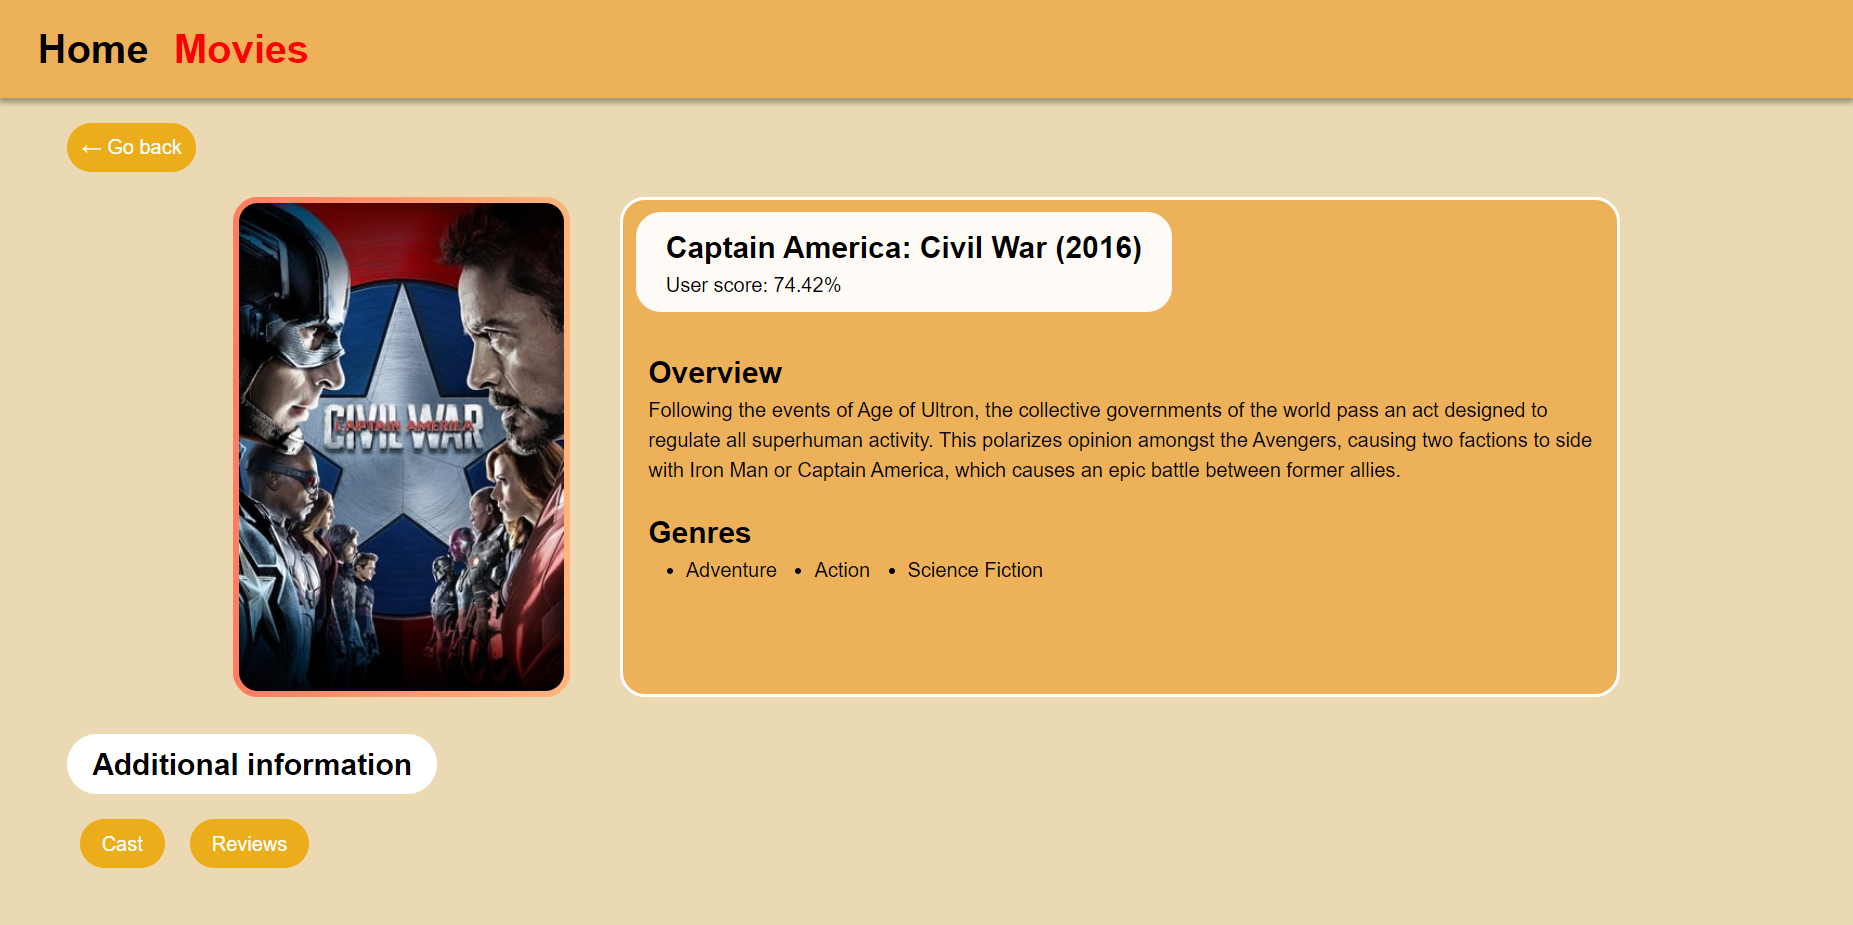 Home Movies
← Go back
CIVIL WAR
CAPTAIN AMERICA
Captain America: Civil War (2016)
User score: 74.42%
Overview
Following the events of Age of Ultron, the collective governments of the world pass an act designed to
regulate all superhuman activity. This polarizes opinion amongst the Avengers, causing two factions to side
with Iron Man or Captain America, which causes an epic battle between former allies.
Genres
• Adventure • Action • Science Fiction
Additional information
Cast Reviews